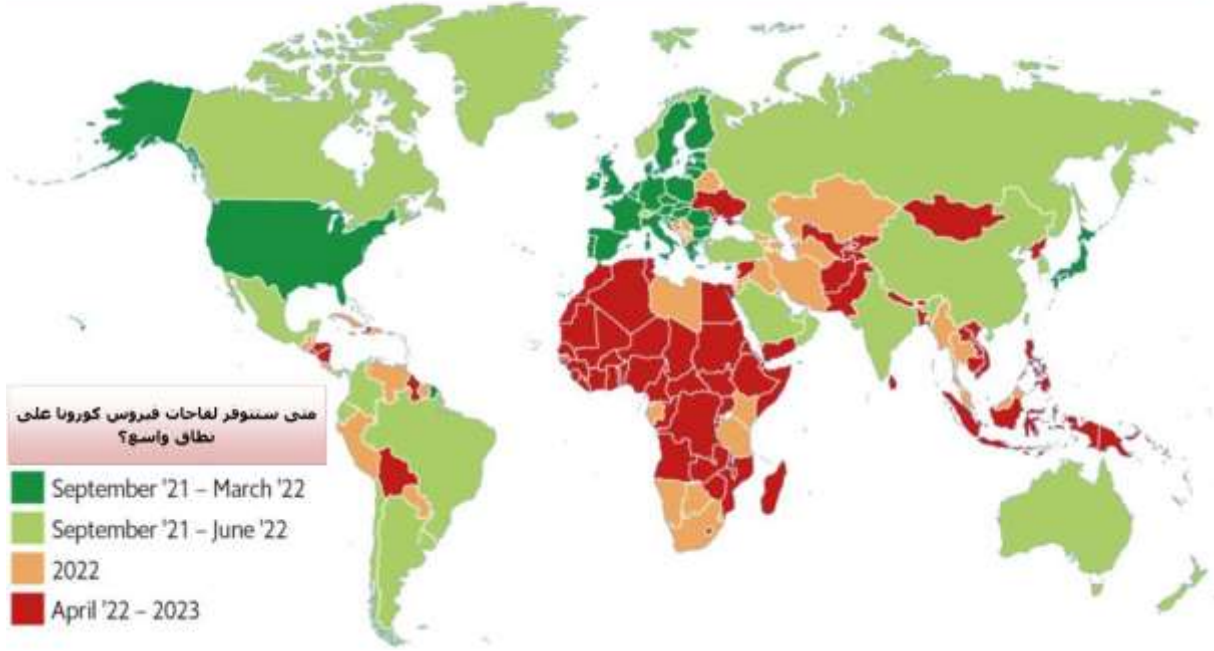 متى ستتوفر لقاحات فيروس كورونا على
نطاق واسع؟
September '21 – March '22
September '21 – June '22
2022
April '22 – 2023